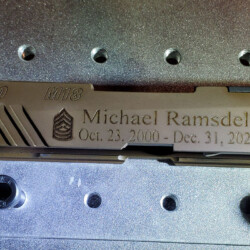 Michael Ramsdel
Oct. 23, 2000 - Dec. 31, 202